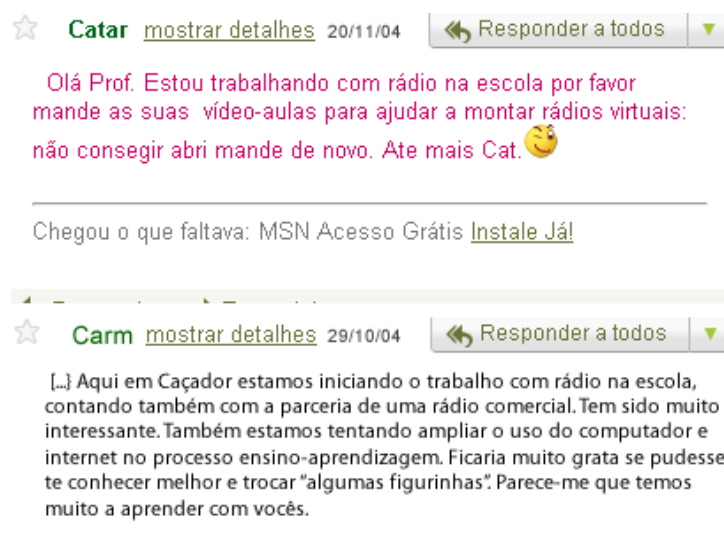 Catar mostrar detalhes 20/11/04 Responder a todos
Olá Prof. Estou trabalhando com rádio na escola por favor
mande as suas vídeo-aulas para ajudar a montar rádios virtuais:
não consegir abri mande de novo. Ate mais Cat.
Chegou o que faltava: MSN Acesso Grátis Instale Já!
Carm mostrar detalhes 29/10/04 Responder a todos
[...} Aqui em Caçador estamos iniciando o trabalho com rádio na escola,
contando também com a parceria de uma rádio comercial. Tem sido muito
interessante. Também estamos tentando ampliar o uso do computador e
internet no processo ensino-aprendizagem. Ficaria muito grata se pudesse
te conhecer melhor e trocar "algumas figurinhas". Parece-me que temos
muito a aprender com vocês.